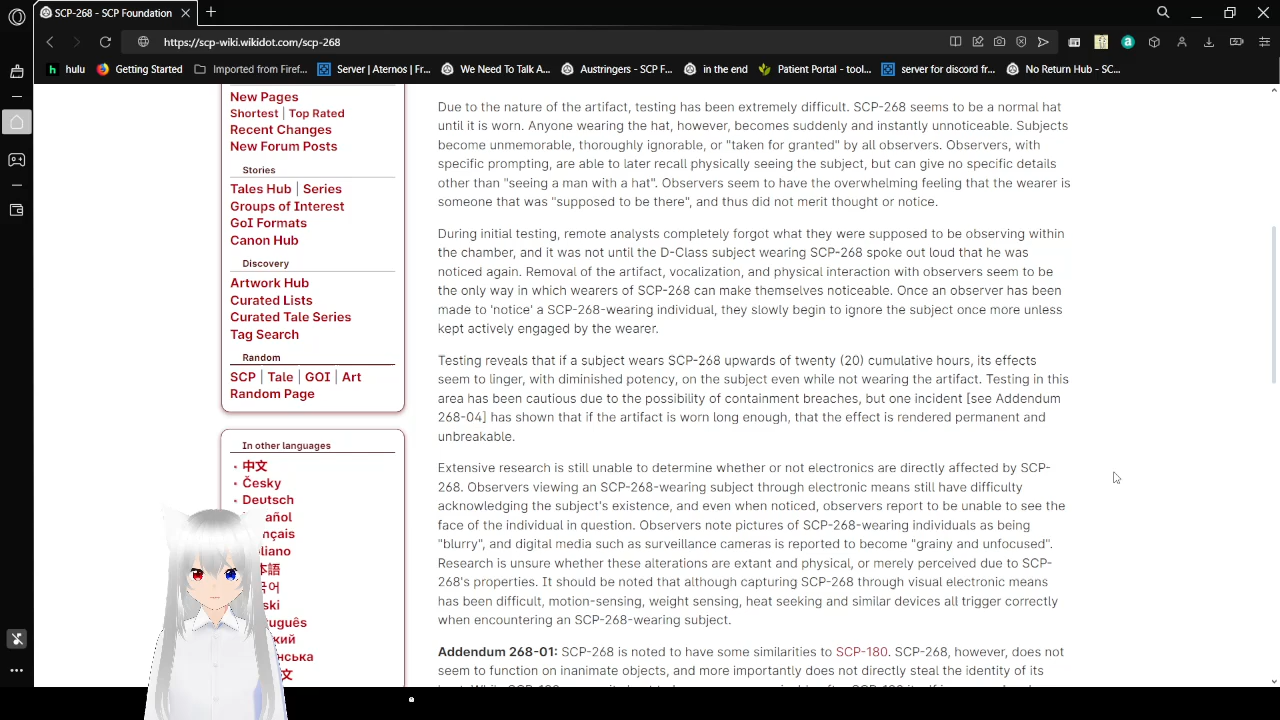 SCP-268 - SCP Foundation
https://scp-wiki.wikidot.com/scp-268
hulu
Getting Started
Imported from Firef...
Server | Aternos | Fr...
We Need To Talk A...
Austringers - SCP F...
in the end
Patient Portal - tool...
server for discord fr...
No Return Hub - SC...
New Pages
Shortest | Top Rated
Recent Changes
New Forum Posts
Stories
Tales Hub | Series
Groups of Interest
GoI Formats
Canon Hub
Discovery
Artwork Hub
Curated Lists
Curated Tale Series
Tag Search
Random
SCP | Tale | GOI | Art
Random Page
In other languages
中文
Česky
Deutsch
Due to the nature of the artifact, testing has been extremely difficult. SCP-268 seems to be a normal hat
until it is worn. Anyone wearing the hat, however, becomes suddenly and instantly unnoticeable. Subjects
become unmemorable, thoroughly ignorable, or "taken for granted" by all observers. Observers, with
specific prompting, are able to later recall physically seeing the subject, but can give no specific details
other than "seeing a man with a hat". Observers seem to have the overwhelming feeling that the wearer is
someone that was "supposed to be there", and thus did not merit thought or notice.
During initial testing, remote analysts completely forgot what they were supposed to be observing within
the chamber, and it was not until the D-Class subject wearing SCP-268 spoke out loud that he was
noticed again. Removal of the artifact, vocalization, and physical interaction with observers seem to be
the only way in which wearers of SCP-268 can make themselves noticeable. Once an observer has been
made to 'notice' a SCP-268-wearing individual, they slowly begin to ignore the subject once more unless
kept actively engaged by the wearer.
Testing reveals that if a subject wears SCP-268 upwards of twenty (20) cumulative hours, its effects
seem to linger, with diminished potency, on the subject even while not wearing the artifact. Testing in this
area has been cautious due to the possibility of containment breaches, but one incident [see Addendum
268-04] has shown that if the artifact is worn long enough, that the effect is rendered permanent and
unbreakable.
Extensive research is still unable to determine whether or not electronics are directly affected by SCP-
268. Observers viewing an SCP-268-wearing subject through electronic means still have difficulty
acknowledging the subject's existence, and even when noticed, observers report to be unable to see the
face of the individual in question. Observers note pictures of SCP-268-wearing individuals as being
"blurry", and digital media such as surveillance cameras is reported to become "grainy and unfocused".
Research is unsure whether these alterations are extant and physical, or merely perceived due to SCP-
268's properties. It should be noted that although capturing SCP-268 through visual electronic means
has been difficult, motion-sensing, weight sensing, heat seeking and similar devices all trigger correctly
when encountering an SCP-268-wearing subject.
Addendum 268-01: SCP-268 is noted to have some similarities to SCP-180. SCP-268, however, does not
seem to function on inanimate objects, and more importantly does not directly steal the identity of its